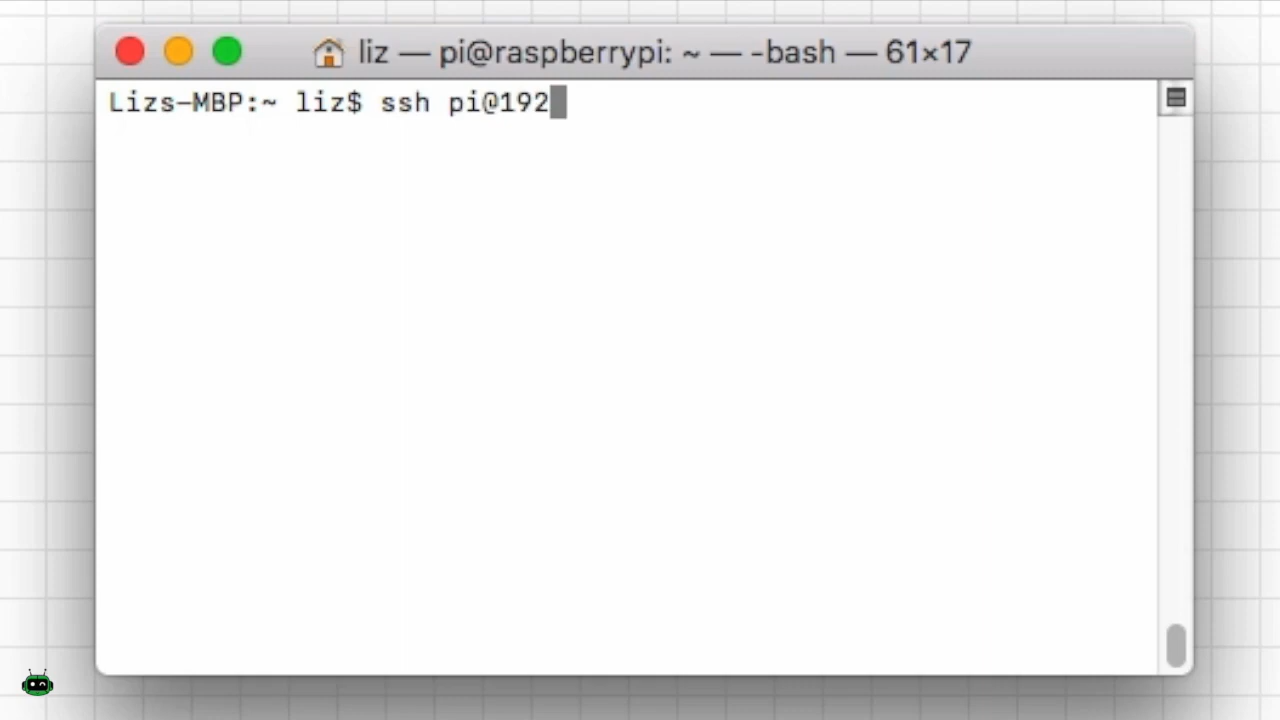 liz — pi@raspberrypi: ~ — -bash — 61×17
Lizs-MBP:~ liz$ ssh pi@192